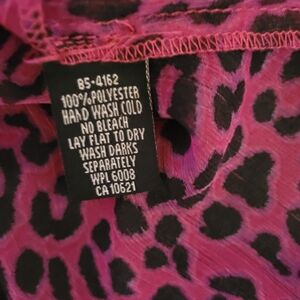 85-4162
100%POLYESTER
HAND WASH COLD
NO BLEACH
LAY FLAT TO DRY
WASH DARKS
SEPARATELY
WPL 6008
CA 10621